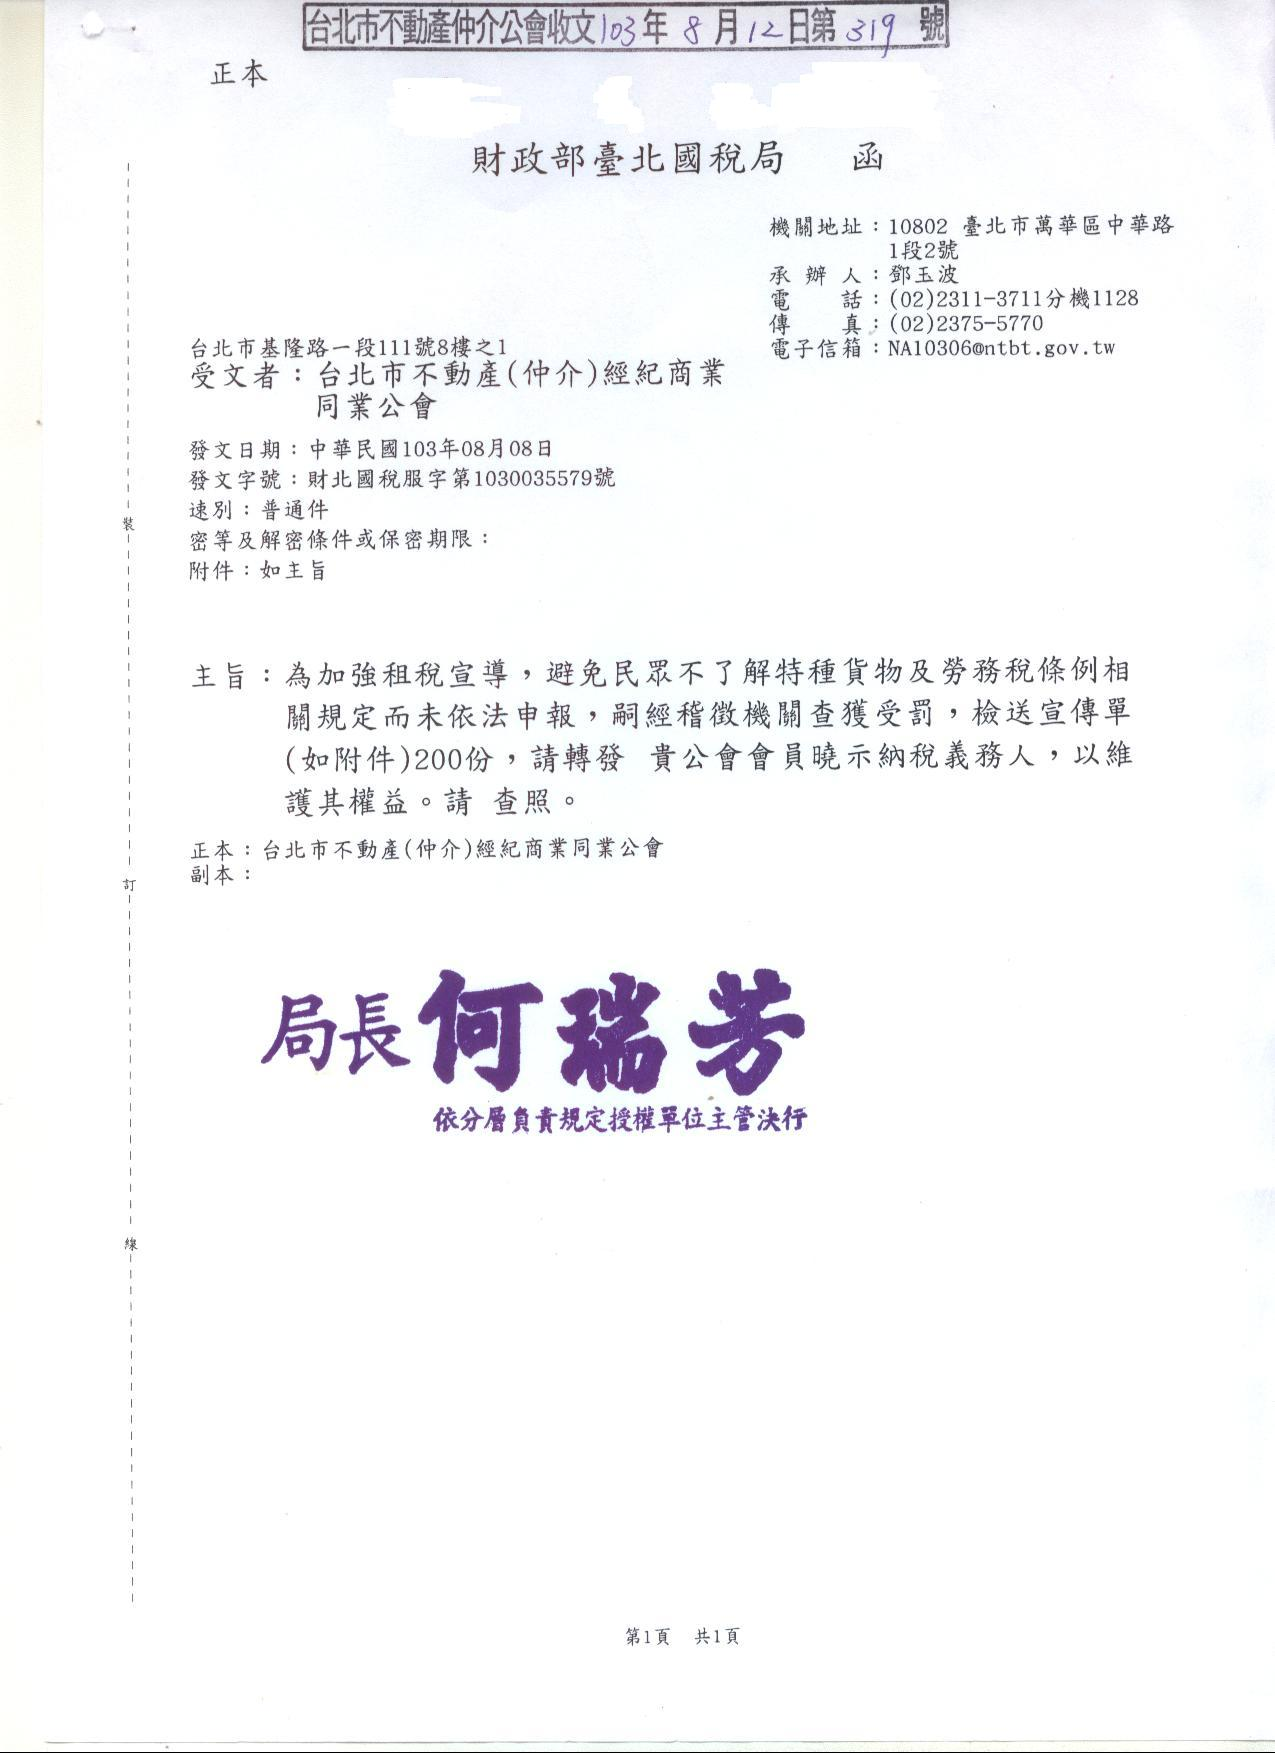 台北市不動產仲介公會收文103年8月12日第319號
正本
財政部臺北國稅局 函
機關地址：10802 臺北市萬華區中華路
1段2號
承辦人：鄧玉波
電話：(02)2311-3711分機1128
傳真：(02)2375-5770
電子信箱：NA10306@ntbt.gov.tw
台北市基隆路一段111號8樓之1
受文者：台北市不動產(仲介)經紀商業
同業公會
發文日期：中華民國103年08月08日
發文字號：財北國稅服字第1030035579號
速別：普通件
密等及解密條件或保密期限：
附件：如主旨
主旨：為加強租稅宣導，避免民眾不了解特種貨物及勞務稅條例相
關規定而未依法申報，嗣經稽徵機關查獲受罰，檢送宣傳單
(如附件)200份，請轉發 貴公會會員曉示納稅義務人，以維
護其權益。請 查照。
正本：台北市不動產(仲介)經紀商業同業公會
副本：
局長何瑞芳
依分層負責規定授權單位主管決行
裝
訂
線
第1頁 共1頁